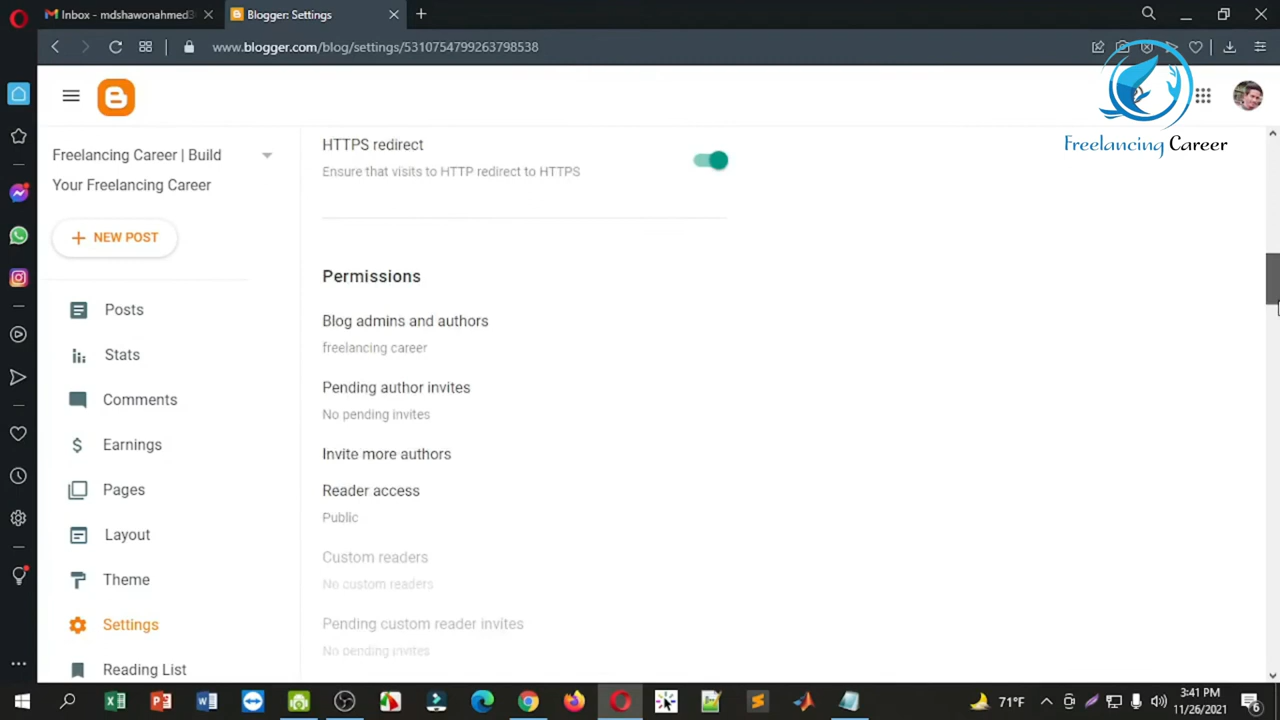 Inbox - mdshawonahmed3
Blogger: Settings
www.blogger.com/blog/settings/5310754799263798538
Freelancing Career
Freelancing Career | Build
Your Freelancing Career
NEW POST
Posts
Stats
Comments
Earnings
Pages
Layout
Theme
Settings
Reading List
HTTPS redirect
Ensure that visits to HTTP redirect to HTTPS
Permissions
Blog admins and authors
freelancing career
Pending author invites
No pending invites
Invite more authors
Reader access
Public
Custom readers
No custom readers
Pending custom reader invites
No pending invites
71°F
3:41 PM
11/26/2021
6